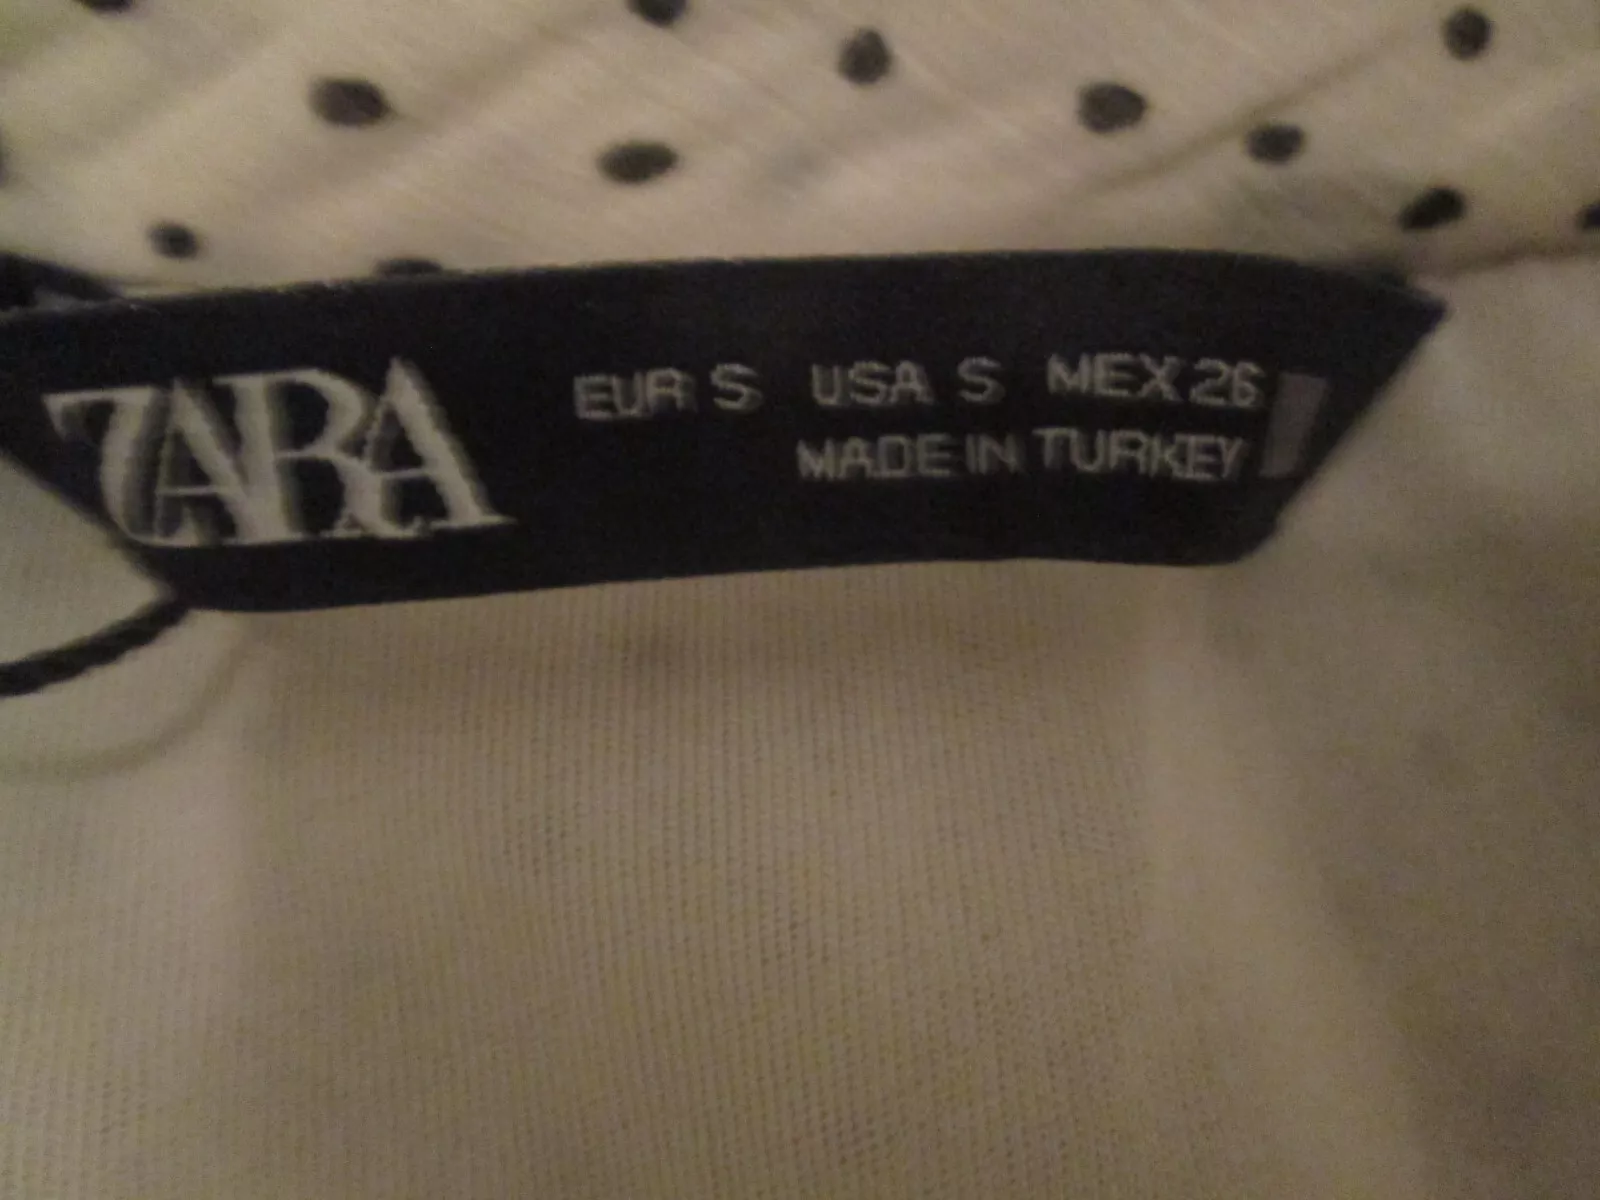 ZARA
EUR S USA S MEX 26
MADE IN TURKEY